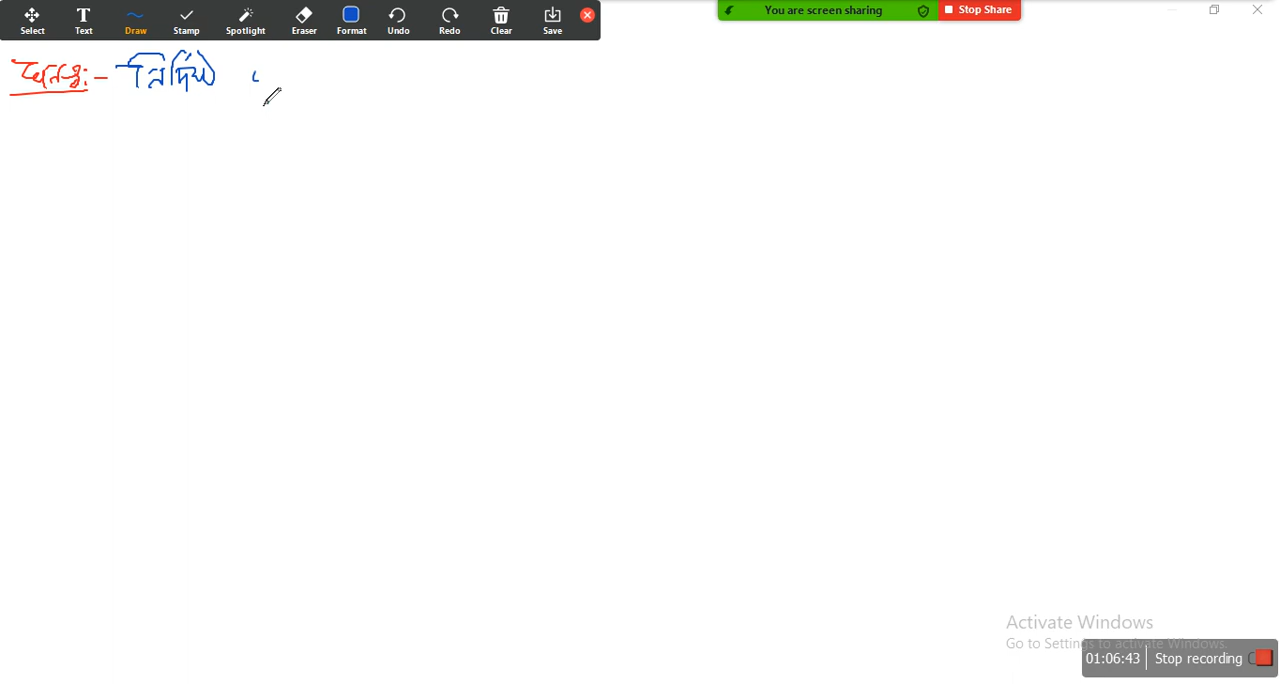 Select Text Draw Stamp Spotlight Eraser Format Undo Redo Clear Save
You are screen sharing Stop Share
Activate Windows
Go to Settings to activate Windows.
01:06:43 Stop recording